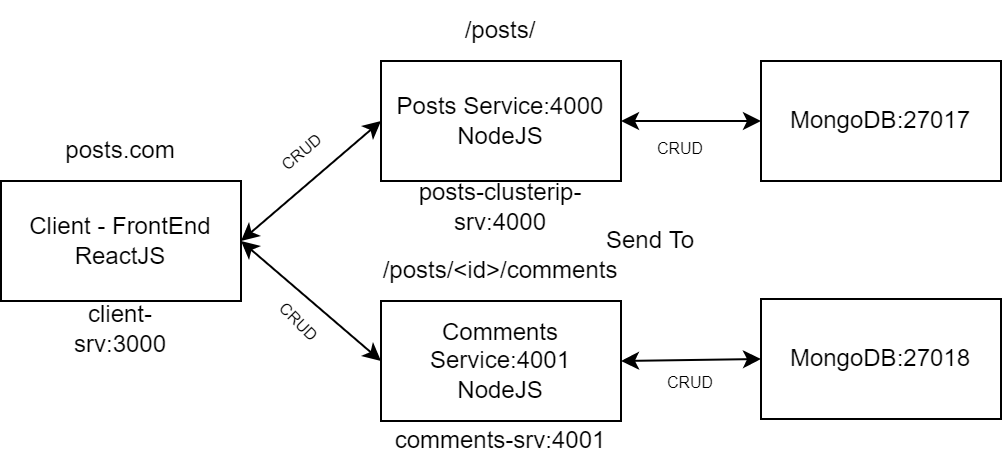 /posts/
Posts Service:4000
NodeJS
MongoDB:27017
CRUD
CRUD
posts.com
posts-clusterip-
srv:4000
Client - FrontEnd
ReactJS
Send To
/posts/<id>/comments
client-
srv:3000
CRUD
Comments
Service:4001
NodeJS
MongoDB:27018
CRUD
comments-srv:4001